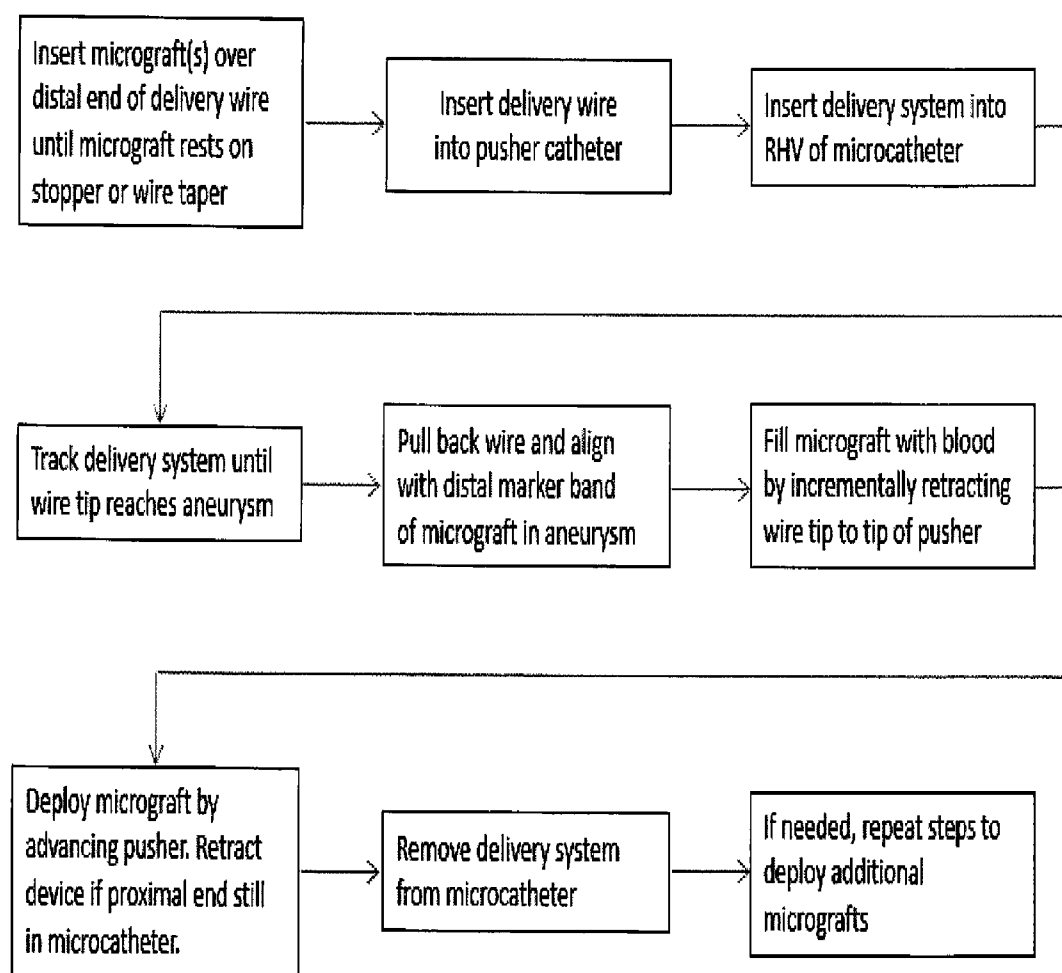 Insert micrograft(s) over
distal end of delivery wire
until micrograft rests on
stopper or wire taper
Insert delivery wire
into pusher catheter
Insert delivery system into
RHV of microcatheter
Track delivery system until
wire tip reaches aneurysm
Pull back wire and align
with distal marker band
of micrograft in aneurysm
Fill micrograft with blood
by incrementally retracting
wire tip to tip of pusher
Deploy micrograft by
advancing pusher. Retract
device if proximal end still
in microcatheter.
Remove delivery system
from microcatheter
If needed, repeat steps to
deploy additional
micrografts